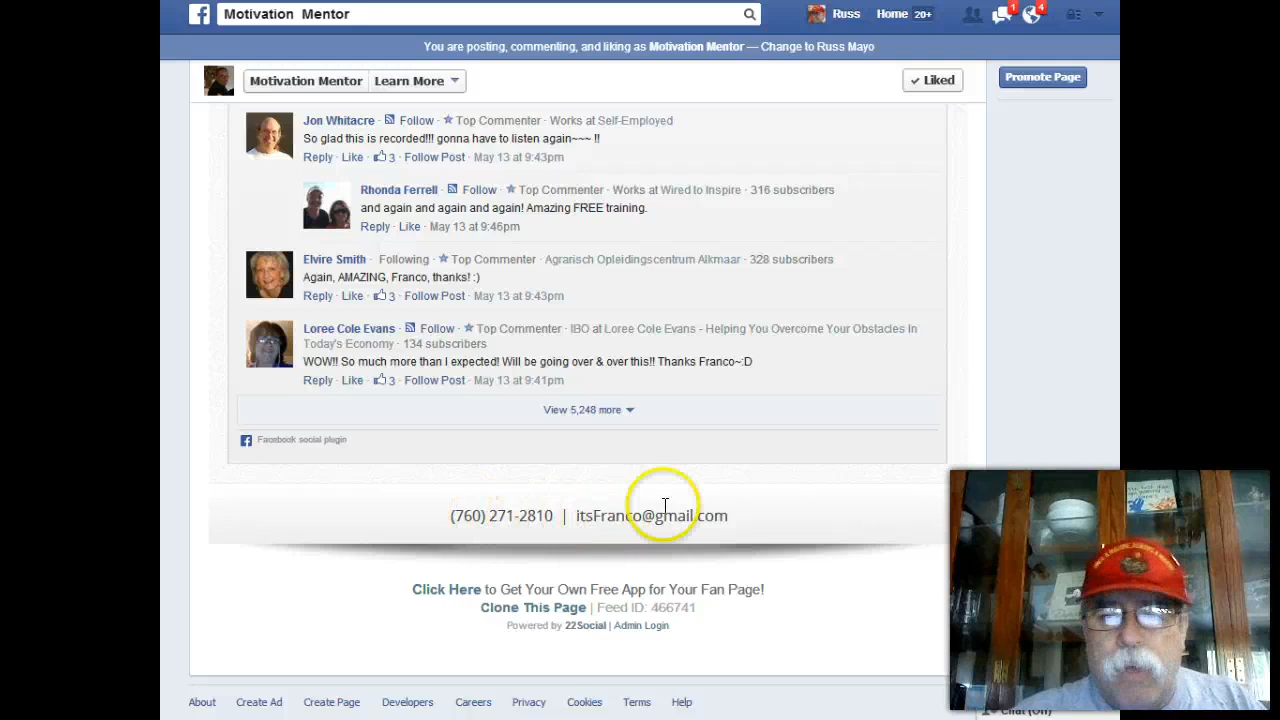 Motivation Mentor
Russ Home 20+ 1 4
You are posting, commenting, and liking as Motivation Mentor — Change to Russ Mayo
Motivation Mentor Learn More Liked Promote Page
Jon Whitacre · Follow · Top Commenter · Works at Self-Employed
So glad this is recorded!!! gonna have to listen again~~~ !!
Reply · Like · 3 · Follow Post · May 13 at 9:43pm
Rhonda Ferrell · Follow · Top Commenter · Works at Wired to Inspire · 316 subscribers
and again and again and again! Amazing FREE training.
Reply · Like · May 13 at 9:46pm
Elvire Smith · Following · Top Commenter · Agrarisch Opleidingscentrum Alkmaar · 328 subscribers
Again, AMAZING, Franco, thanks! :)
Reply · Like · 3 · Follow Post · May 13 at 9:43pm
Loree Cole Evans · Follow · Top Commenter · IBO at Loree Cole Evans - Helping You Overcome Your Obstacles In
Today's Economy · 134 subscribers
WOW!! So much more than I expected! Will be going over & over this!! Thanks Franco~:D
Reply · Like · 3 · Follow Post · May 13 at 9:41pm
View 5,248 more
Facebook social plugin
(760) 271-2810 | itsFranco@gmail.com
Click Here to Get Your Own Free App for Your Fan Page!
Clone This Page | Feed ID: 466741
Powered by 22Social | Admin Login
About Create Ad Create Page Developers Careers Privacy Cookies Terms Help
Chat (On)